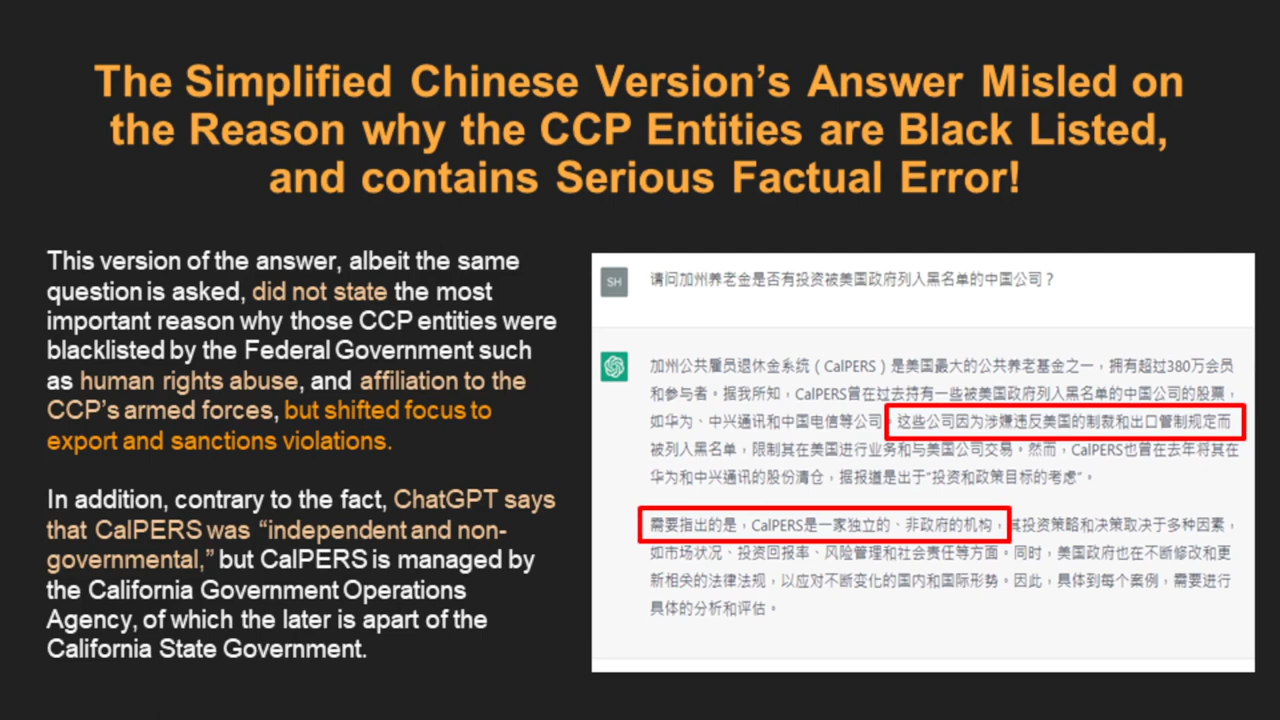 The Simplified Chinese Version's Answer Misled on
the Reason why the CCP Entities are Black Listed,
and contains Serious Factual Error!
This version of the answer, albeit the same
question is asked, did not state the most
important reason why those CCP entities were
blacklisted by the Federal Government such
as human rights abuse, and affiliation to the
CCP's armed forces, but shifted focus to
export and sanctions violations.
In addition, contrary to the fact, ChatGPT says
that CalPERS was “independent and non-
governmental,” but CalPERS is managed by
the California Government Operations
Agency, of which the later is apart of the
California State Government.
SH
请问加州养老金是否有投资被美国政府列入黑名单的中国公司？
加州公共雇员退休金系统（CalPERS）是美国最大的公共养老基金之一，拥有超过380万会员
和参与者。据我所知，CalPERS曾在过去持有一些被美国政府列入黑名单的中国公司的股票，
如华为、中兴通讯和中国电信等公司，这些公司因为涉嫌违反美国的制裁和出口管制规定而
被列入黑名单，限制其在美国进行业务和与美国公司交易。然而，CalPERS也曾在去年将其在
华为和中兴通讯的股份清仓，据报道是出于“投资和政策目标的考虑”。
需要指出的是，CalPERS是一家独立的、非政府的机构，其投资策略和决策取决于多种因素，
如市场状况、投资回报率、风险管理和社会责任等方面。同时，美国政府也在不断修改和更
新相关的法律法规，以应对不断变化的国内和国际形势。因此，具体到每个案例，需要进行
具体的分析和评估。